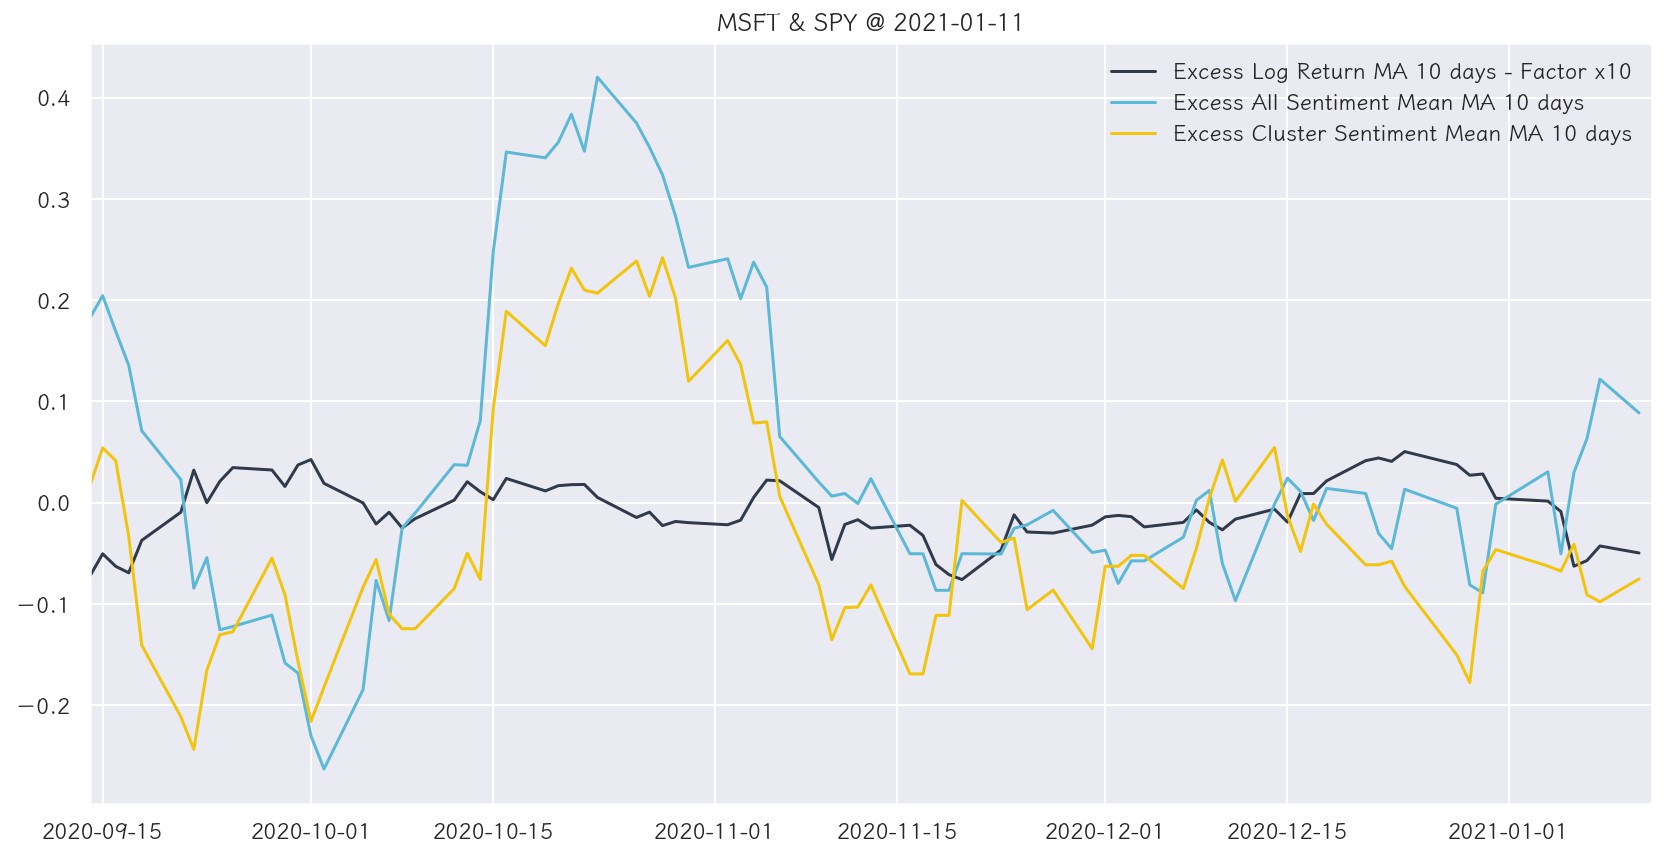 MSFT & SPY @ 2021-01-11
Excess Log Return MA 10 days - Factor x10
Excess All Sentiment Mean MA 10 days
Excess Cluster Sentiment Mean MA 10 days
0.4
0.3
0.2
0.1
0.0
−0.1
−0.2
2020-09-15 2020-10-01 2020-10-15 2020-11-01 2020-11-15 2020-12-01 2020-12-15 2021-01-01